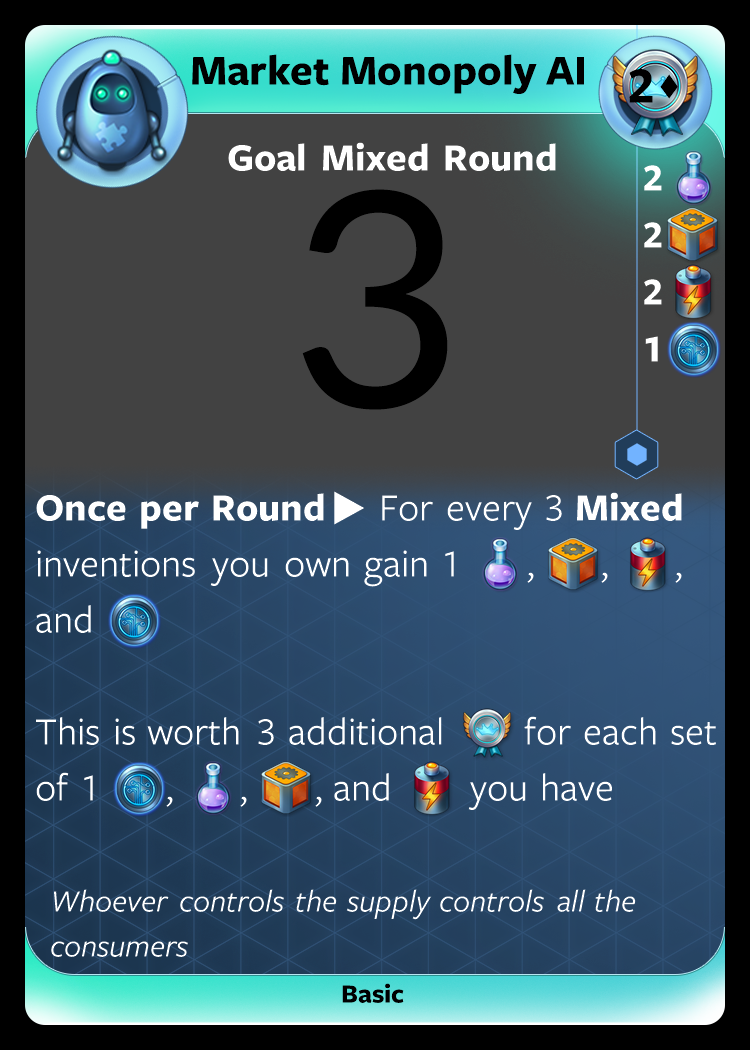 Market Monopoly AI
2♦
Goal Mixed Round
3
2
2
2
1
Once per Round▶ For every 3 Mixed
inventions you own gain 1 , , ,
and
This is worth 3 additional for each set
of 1 , , , and you have
Whoever controls the supply controls all the
consumers
Basic